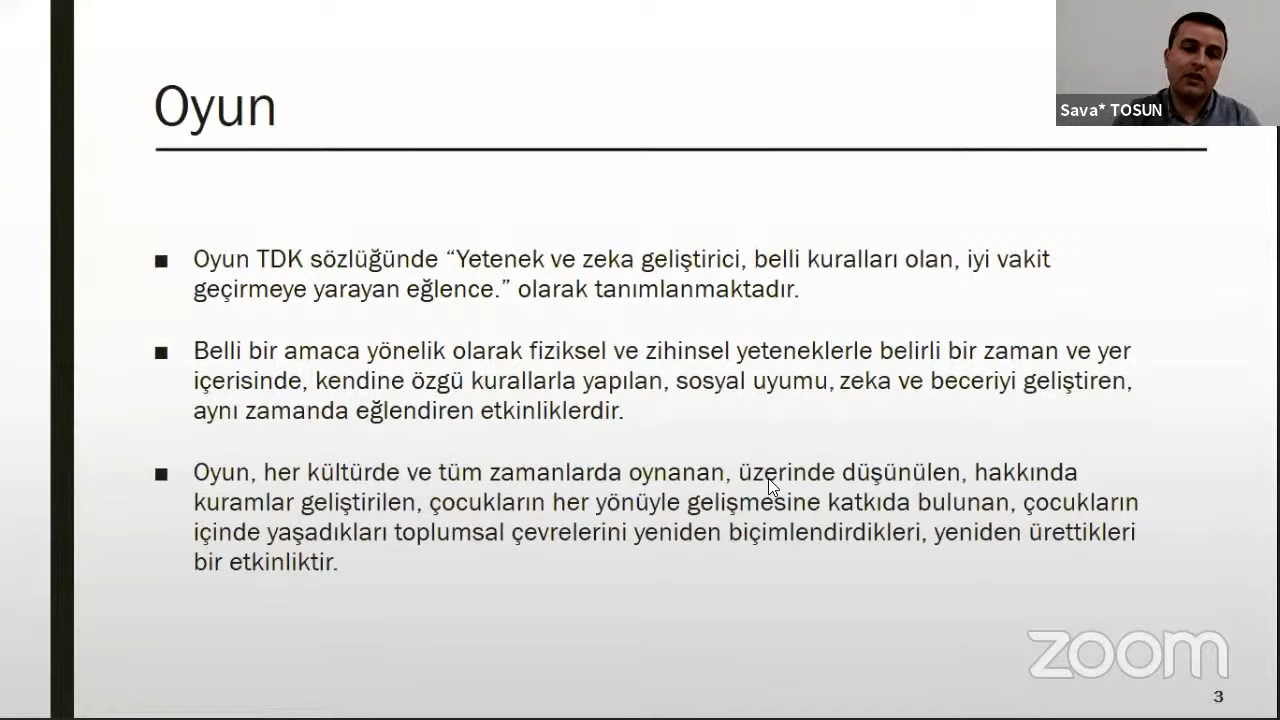 Oyun
Sava* TOSUN
■ Oyun TDK sözlüğünde “Yetenek ve zeka geliştirici, belli kuralları olan, iyi vakit
geçirmeye yarayan eğlence.” olarak tanımlanmaktadır.
■ Belli bir amaca yönelik olarak fiziksel ve zihinsel yeteneklerle belirli bir zaman ve yer
içerisinde, kendine özgü kurallarla yapılan, sosyal uyumu, zeka ve beceriyi geliştiren,
aynı zamanda eğlendiren etkinliklerdir.
■ Oyun, her kültürde ve tüm zamanlarda oynanan, üzerinde düşünülen, hakkında
kuramlar geliştirilen, çocukların her yönüyle gelişmesine katkıda bulunan, çocukların
içinde yaşadıkları toplumsal çevrelerini yeniden biçimlendirdikleri, yeniden ürettikleri
bir etkinliktir.
zoom
3